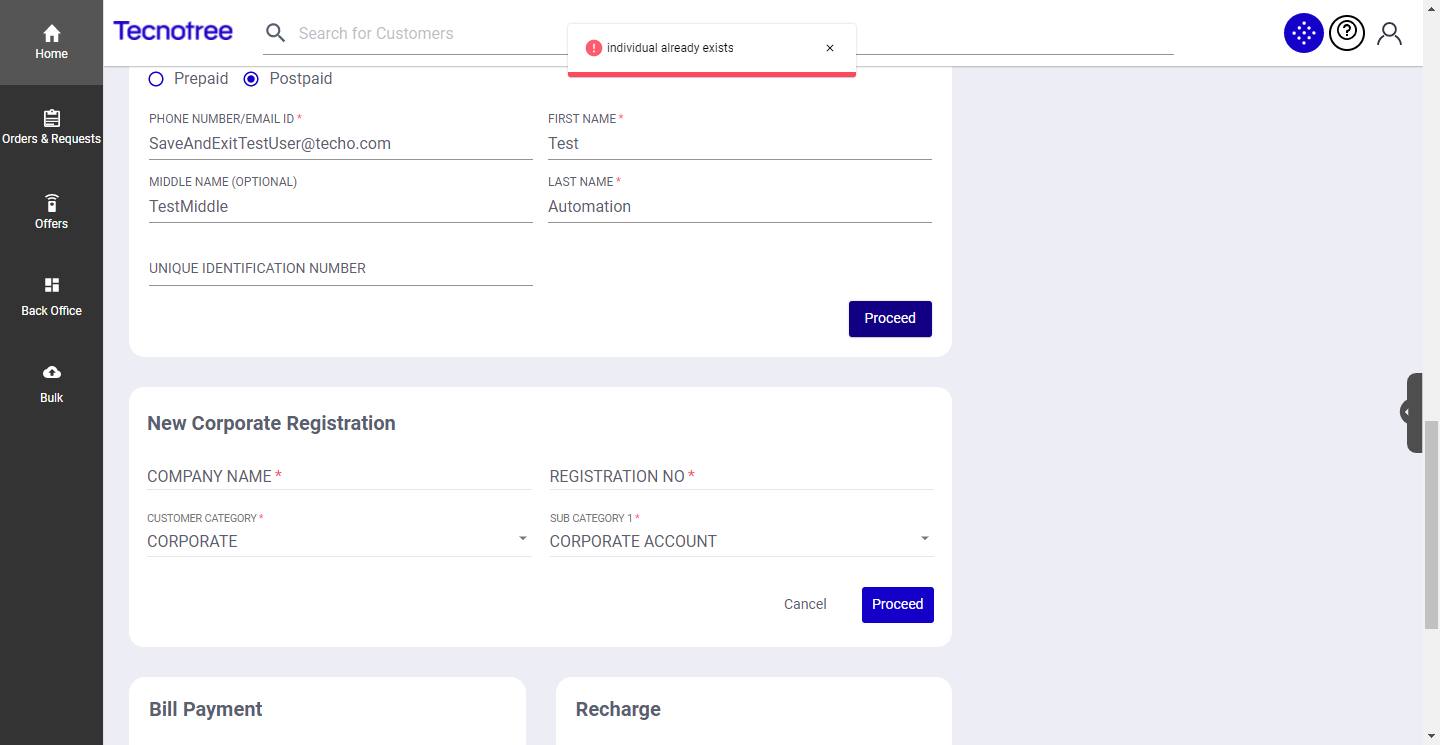 Home
Orders & Requests
Offers
Back Office
Bulk
Tecnotree
Search for Customers
individual already exists
Prepaid Postpaid
PHONE NUMBER/EMAIL ID * FIRST NAME *
SaveAndExitTestUser@techo.com Test
MIDDLE NAME (OPTIONAL) LAST NAME *
TestMiddle Automation
UNIQUE IDENTIFICATION NUMBER
Proceed
New Corporate Registration
COMPANY NAME * REGISTRATION NO *
CUSTOMER CATEGORY * SUB CATEGORY 1 *
CORPORATE CORPORATE ACCOUNT
Cancel Proceed
Bill Payment Recharge